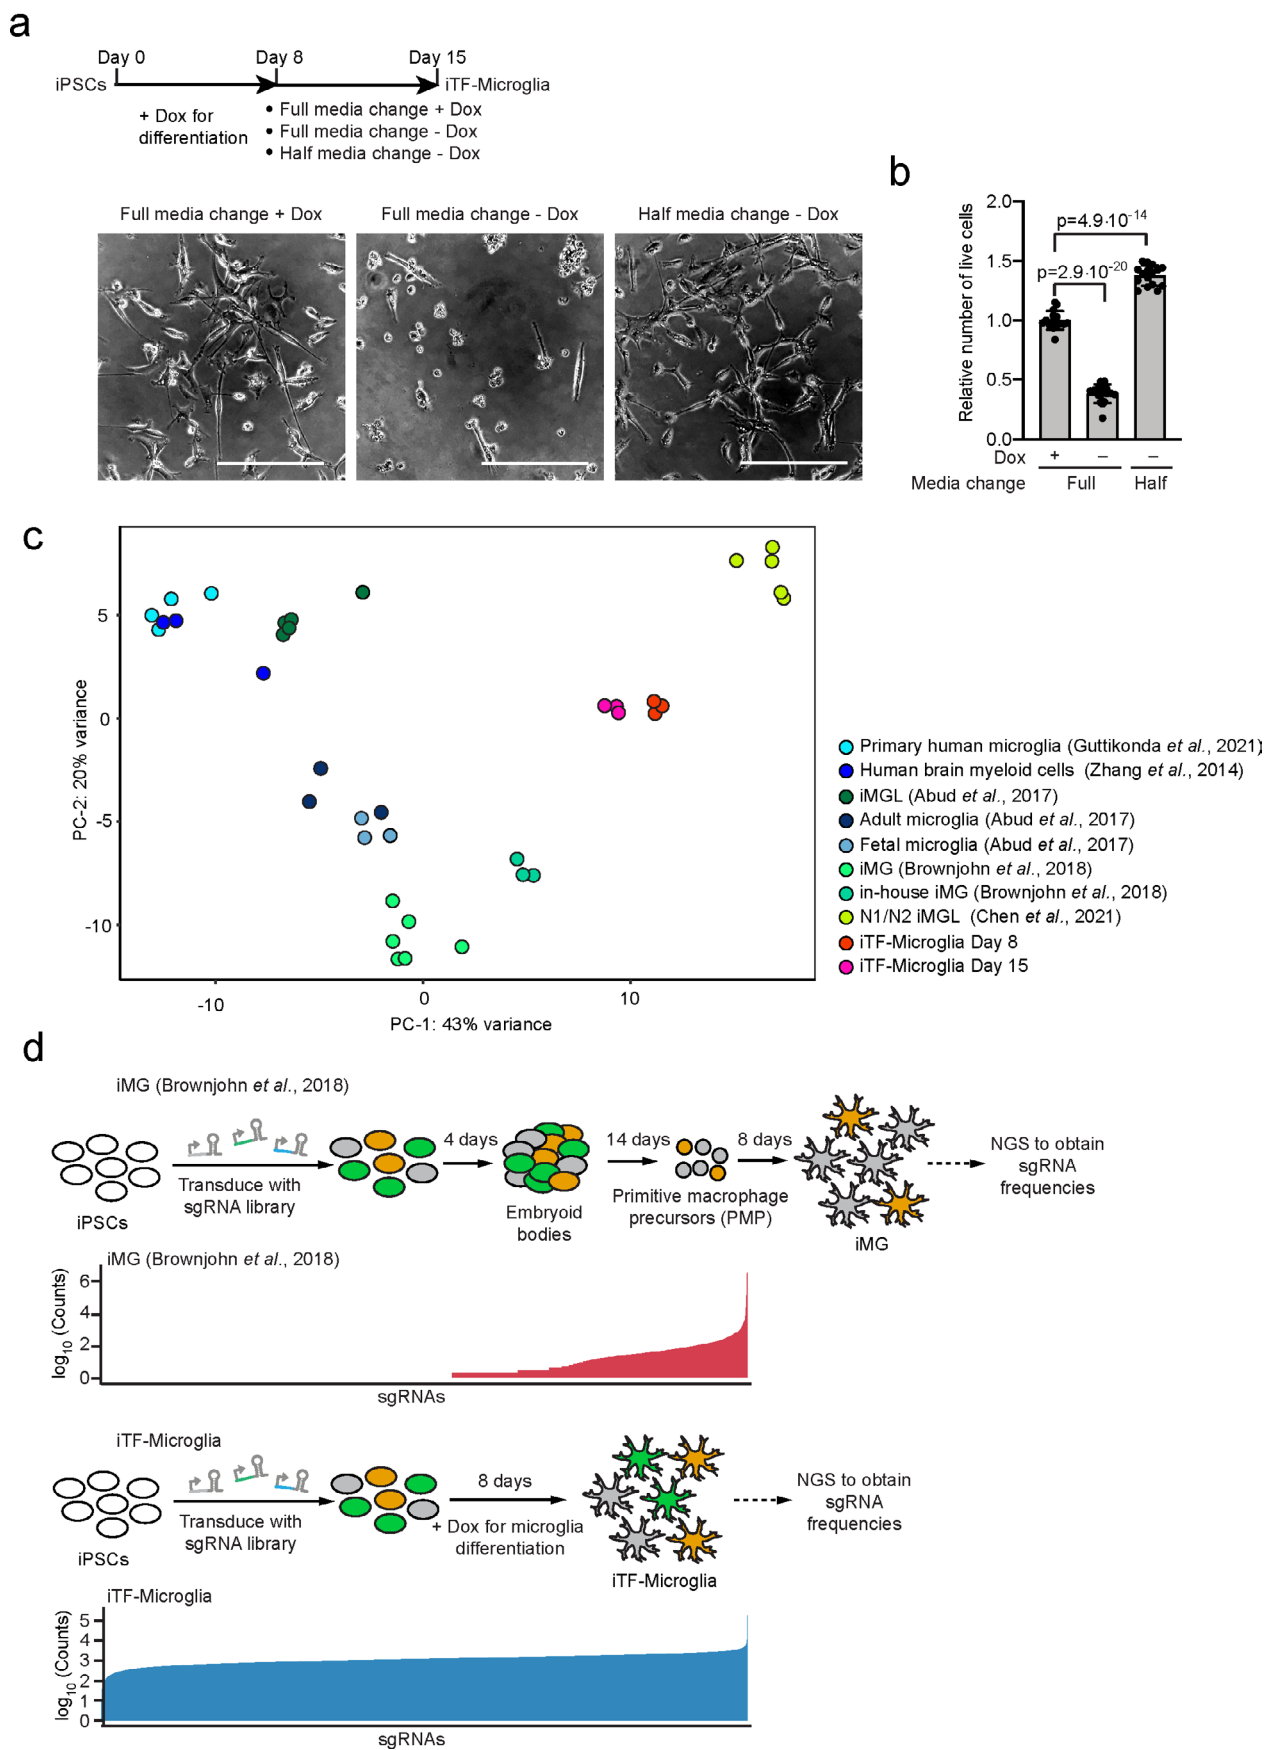 a
Day 0
Day 8
Day 15
iPSCs
iTF-Microglia
+ Dox for
differentiation
• Full media change + Dox
• Full media change - Dox
• Half media change - Dox
Full media change + Dox
Full media change - Dox
Half media change - Dox
b
Relative number of live cells
2.0
1.5
1.0
0.5
0.0
p=4.9·10⁻¹⁴
p=2.9·10⁻²⁰
Dox + – –
Media change Full Half
c
PC-2: 20% variance
5
0
-5
-10
-10 0 10
PC-1: 43% variance
Primary human microglia (Guttikonda et al., 2021)
Human brain myeloid cells (Zhang et al., 2014)
iMGL (Abud et al., 2017)
Adult microglia (Abud et al., 2017)
Fetal microglia (Abud et al., 2017)
iMG (Brownjohn et al., 2018)
in-house iMG (Brownjohn et al., 2018)
N1/N2 iMGL (Chen et al., 2021)
iTF-Microglia Day 8
iTF-Microglia Day 15
d
iMG (Brownjohn et al., 2018)
iPSCs
Transduce with
sgRNA library
4 days
Embryoid
bodies
14 days
Primitive macrophage
precursors (PMP)
8 days
iMG
NGS to obtain
sgRNA
frequencies
iMG (Brownjohn et al., 2018)
log₁₀ (Counts)
6
4
2
0
sgRNAs
iTF-Microglia
iPSCs
Transduce with
sgRNA library
8 days
+ Dox for microglia
differentiation
iTF-Microglia
NGS to obtain
sgRNA
frequencies
iTF-Microglia
log₁₀ (Counts)
5
4
3
2
1
0
sgRNAs